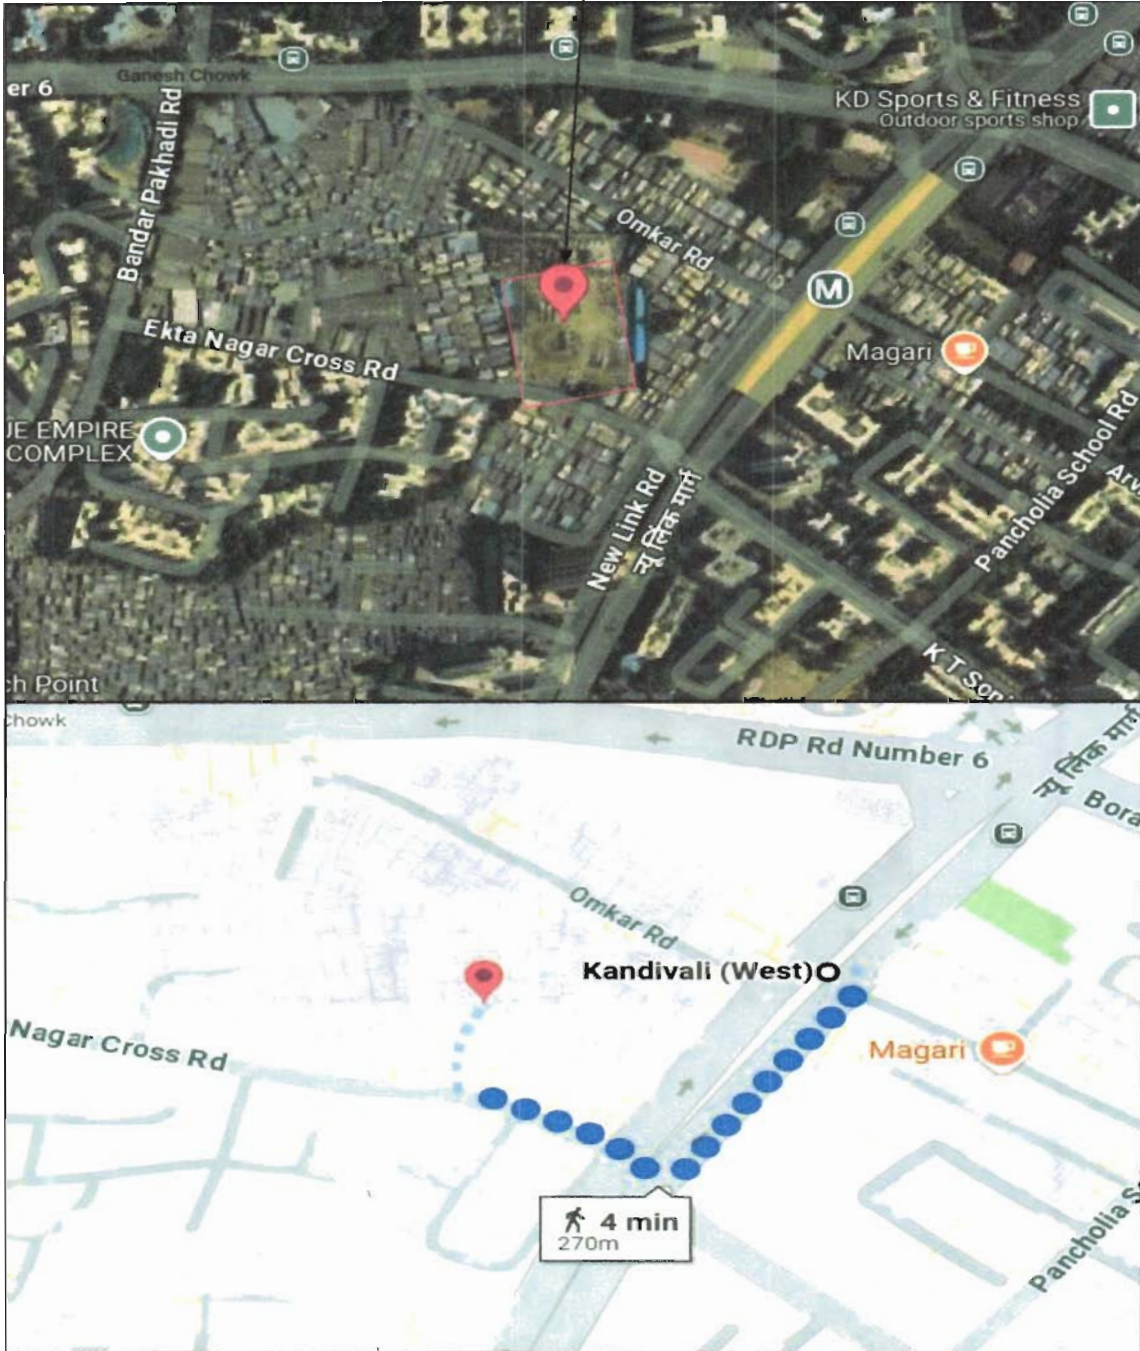 Ganesh Chowk
er 6
KD Sports & Fitness
Outdoor sports shop
Bandar Pakhadi Rd
Omkar Rd
M
Ekta Nagar Cross Rd
Magari
JE EMPIRE
COMPLEX
New Link Rd
न्यू लिंक मार्ग
Pancholia School Rd
Arv
K T Soni
ch Point
Chowk
RDP Rd Number 6
न्यू लिंक मार्ग
Bora
Omkar Rd
Kandivali (West)
Nagar Cross Rd
Magari
4 min
270m
Pancholia S